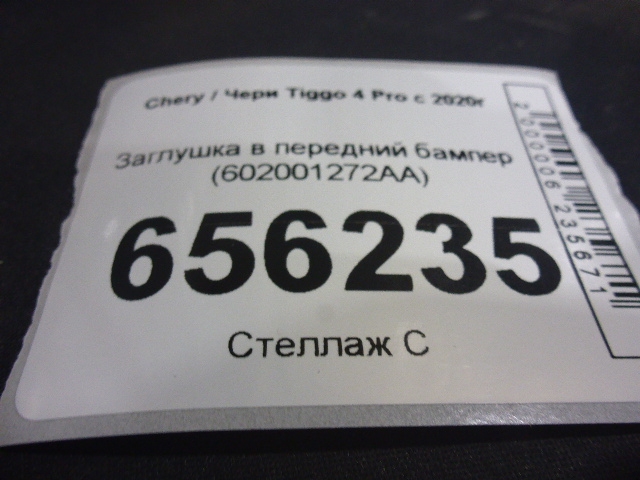 Chery / Чери Tiggo 4 Pro с 2020г
Заглушка в передний бампер
(602001272AA)
656235
Стеллаж С
2000006235671